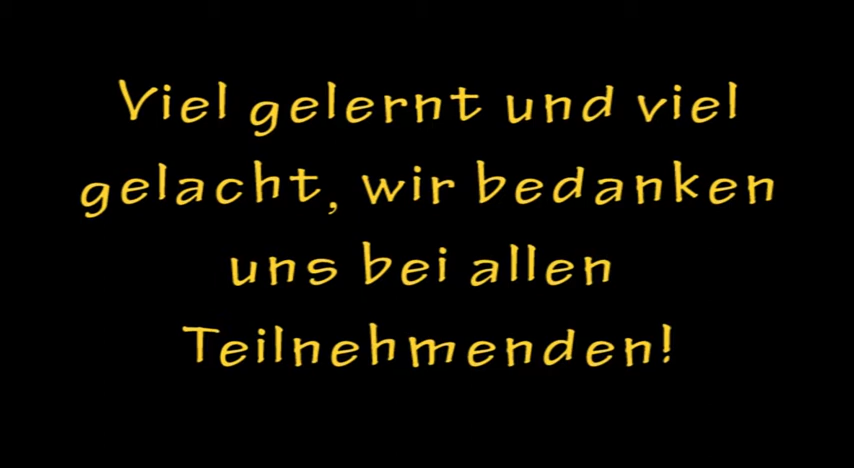 Viel gelernt und viel
gelacht, wir bedanken
uns bei allen
Teilnehmenden!